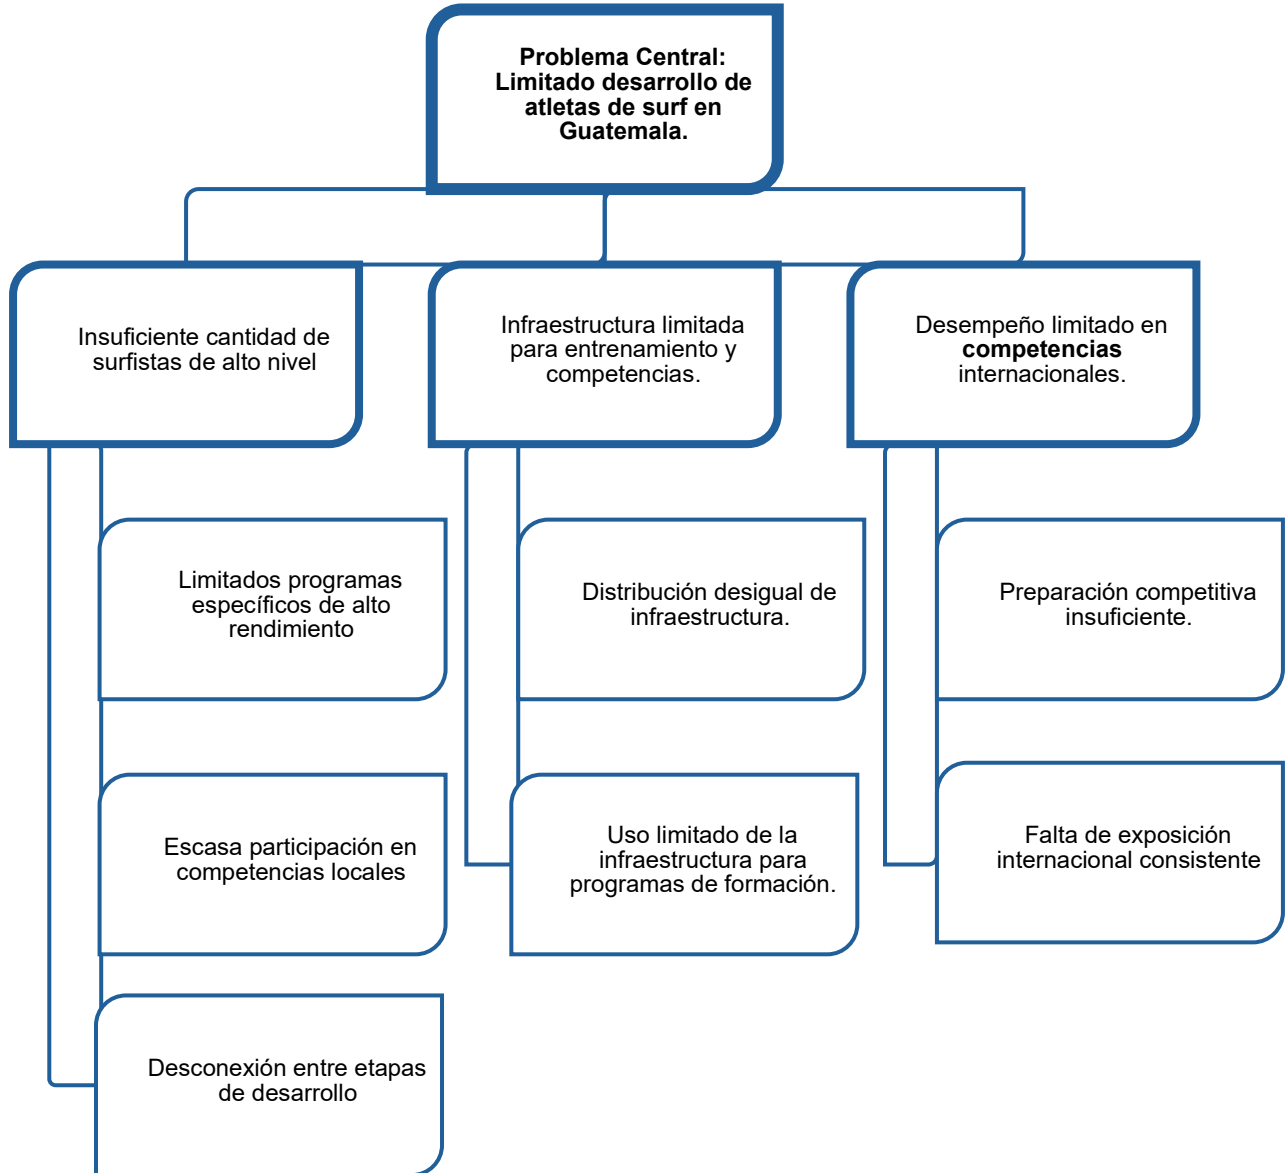 Problema Central:
Limitado desarrollo de
atletas de surf en
Guatemala.
Insuficiente cantidad de
surfistas de alto nivel
Infraestructura limitada
para entrenamiento y
competencias.
Desempeño limitado en
competencias
internacionales.
Limitados programas
específicos de alto
rendimiento
Distribución desigual de
infraestructura.
Preparación competitiva
insuficiente.
Escasa participación en
competencias locales
Uso limitado de la
infraestructura para
programas de formación.
Falta de exposición
internacional consistente
Desconexión entre etapas
de desarrollo